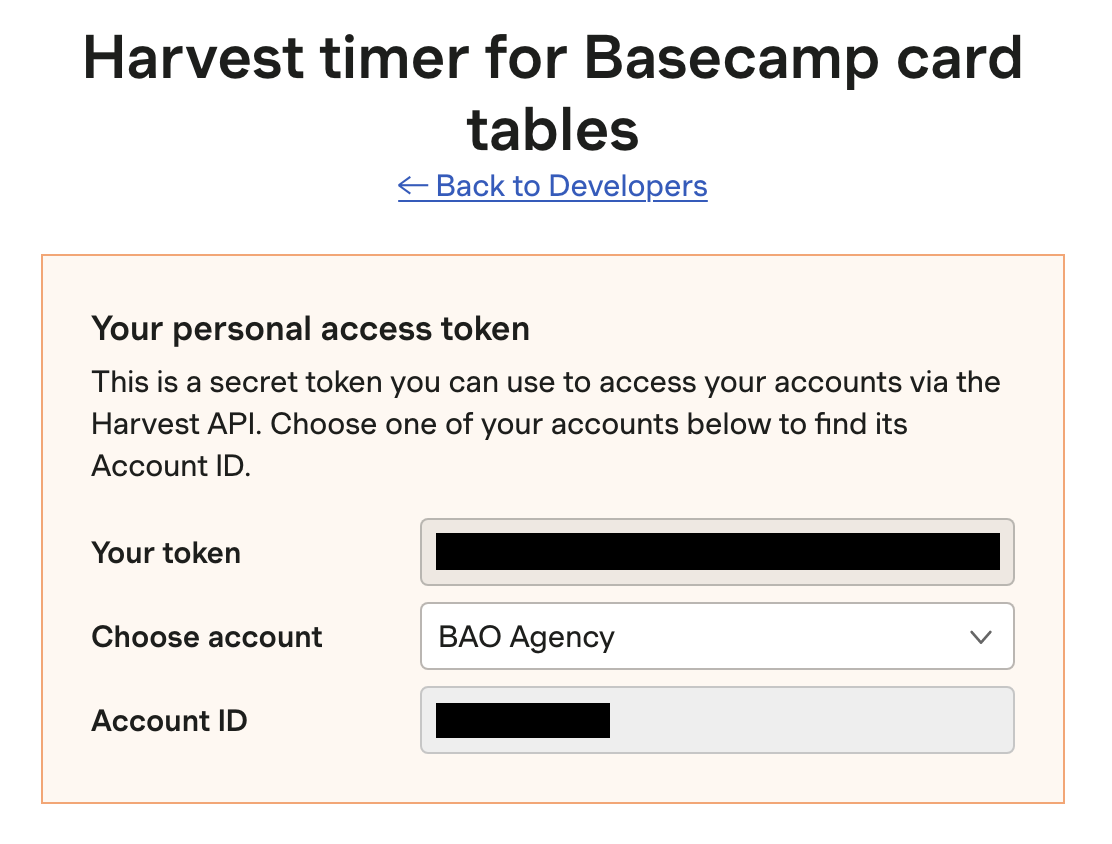 Harvest timer for Basecamp card
tables
← Back to Developers
Your personal access token
This is a secret token you can use to access your accounts via the
Harvest API. Choose one of your accounts below to find its
Account ID.
Your token
Choose account
BAO Agency
Account ID